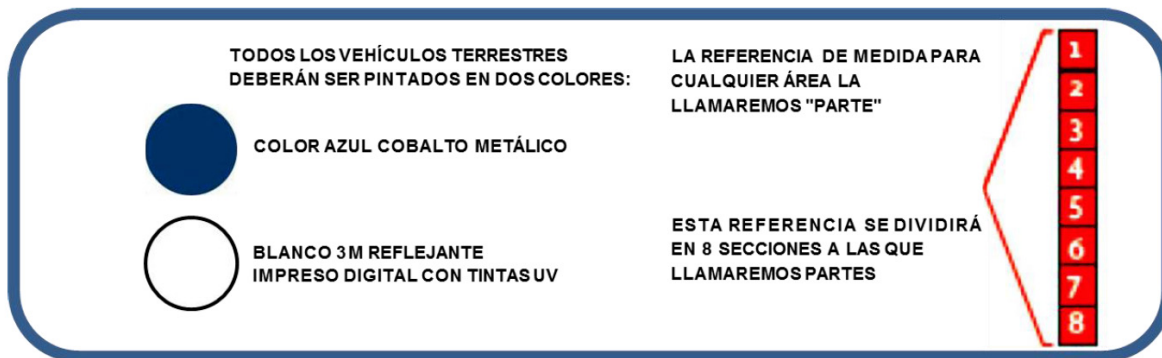 TODOS LOS VEHÍCULOS TERRESTRES
DEBERÁN SER PINTADOS EN DOS COLORES:
COLOR AZUL COBALTO METÁLICO
BLANCO 3M REFLEJANTE
IMPRESO DIGITAL CON TINTAS UV
LA REFERENCIA DE MEDIDA PARA
CUALQUIER ÁREA LA
LLAMAREMOS "PARTE"
ESTA REFERENCIA SE DIVIDIRÁ
EN 8 SECCIONES A LAS QUE
LLAMAREMOS PARTES
1
2
3
4
5
6
7
8